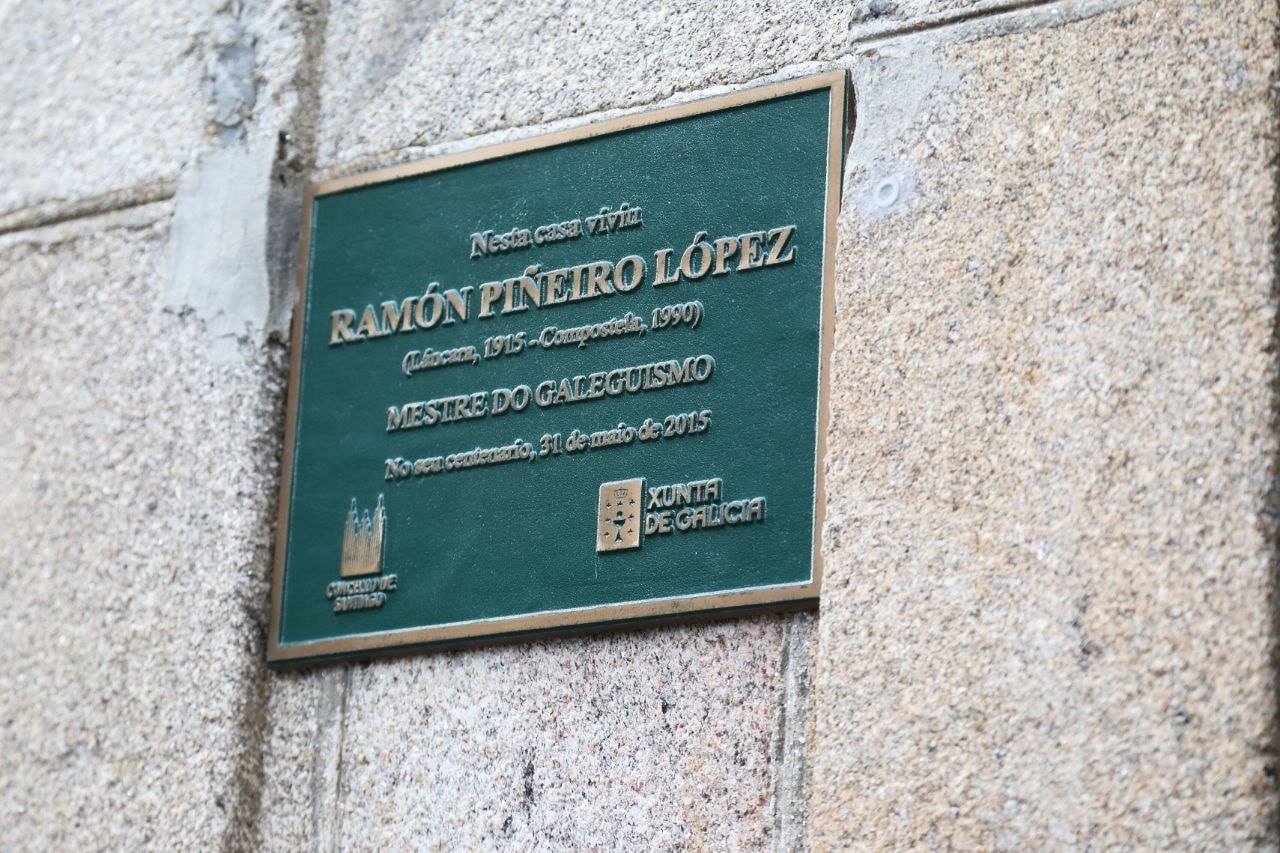 Nesta casa viviu
RAMÓN PIÑEIRO LÓPEZ
(Láncara, 1915 - Compostela, 1990)
MESTRE DO GALEGUISMO
No seu centenario, 31 de maio de 2015
XUNTA
DE GALICIA
CONCELLO DE
SANTIAGO